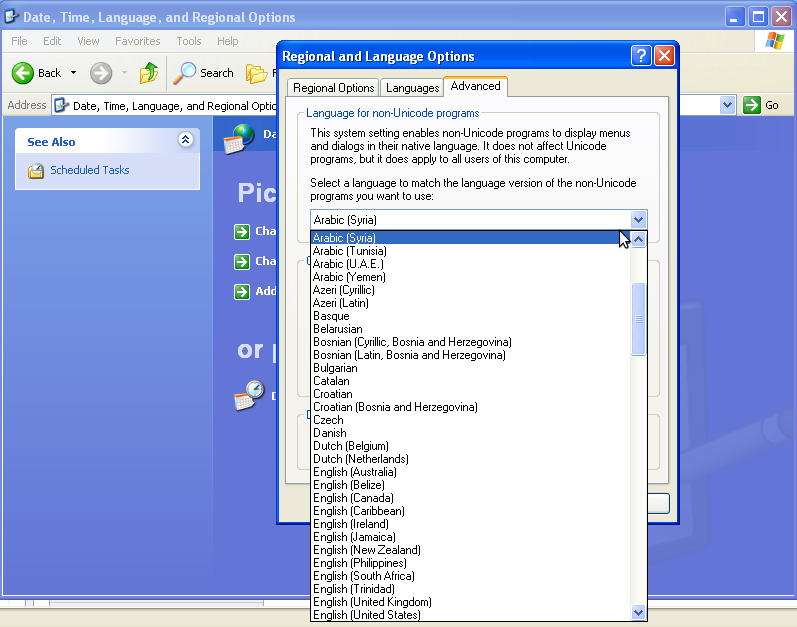 Date, Time, Language, and Regional Options
File Edit View Favorites Tools Help
Back Search
Address Date, Time, Language, and Regional Go
See Also
Scheduled Tasks
Regional and Language Options
Regional Options Languages Advanced
Language for non-Unicode programs
This system setting enables non-Unicode programs to display menus
and dialogs in their native language. It does not affect Unicode
programs, but it does apply to all users of this computer.
Select a language to match the language version of the non-Unicode
programs you want to use:
Arabic (Syria)
Arabic (Syria)
Arabic (Tunisia)
Arabic (U.A.E.)
Arabic (Yemen)
Azeri (Cyrillic)
Azeri (Latin)
Basque
Belarusian
Bosnian (Cyrillic, Bosnia and Herzegovina)
Bosnian (Latin, Bosnia and Herzegovina)
Bulgarian
Catalan
Croatian
Croatian (Bosnia and Herzegovina)
Czech
Danish
Dutch (Belgium)
Dutch (Netherlands)
English (Australia)
English (Belize)
English (Canada)
English (Caribbean)
English (Ireland)
English (Jamaica)
English (New Zealand)
English (Philippines)
English (South Africa)
English (Trinidad)
English (United Kingdom)
English (United States)
or
Add